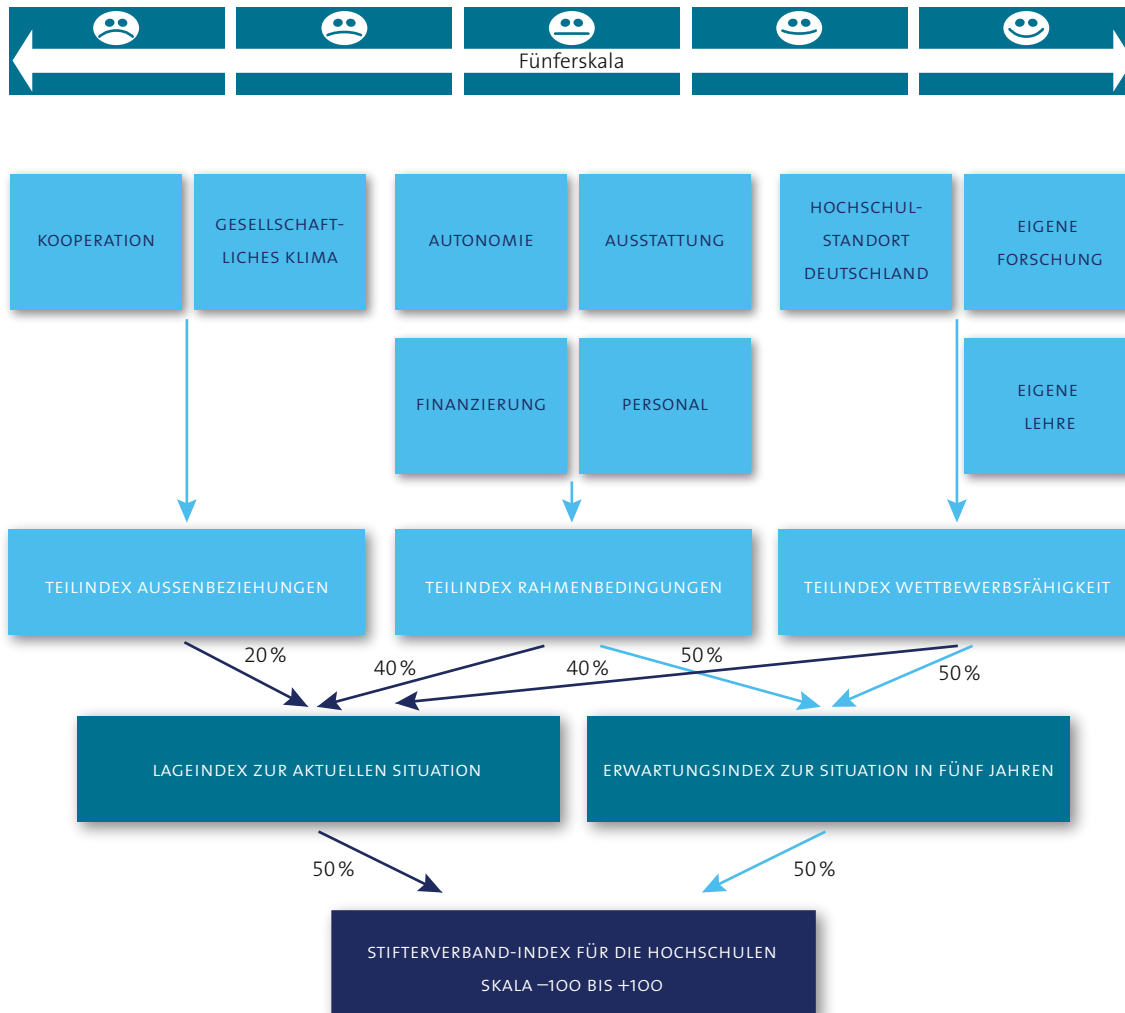 Fünferskala
KOOPERATION
GESELLSCHAFT-
LICHES KLIMA
AUTONOMIE
AUSSTATTUNG
HOCHSCHUL-
STANDORT
DEUTSCHLAND
EIGENE
FORSCHUNG
FINANZIERUNG
PERSONAL
EIGENE
LEHRE
TEILINDEX AUSSENBEZIEHUNGEN
TEILINDEX RAHMENBEDINGUNGEN
TEILINDEX WETTBEWERBSFÄHIGKEIT
20%
40%
40%
50%
50%
LAGEINDEX ZUR AKTUELLEN SITUATION
ERWARTUNGSINDEX ZUR SITUATION IN FÜNF JAHREN
50%
50%
STIFTERVERBAND-INDEX FÜR DIE HOCHSCHULEN
SKALA –100 BIS +100